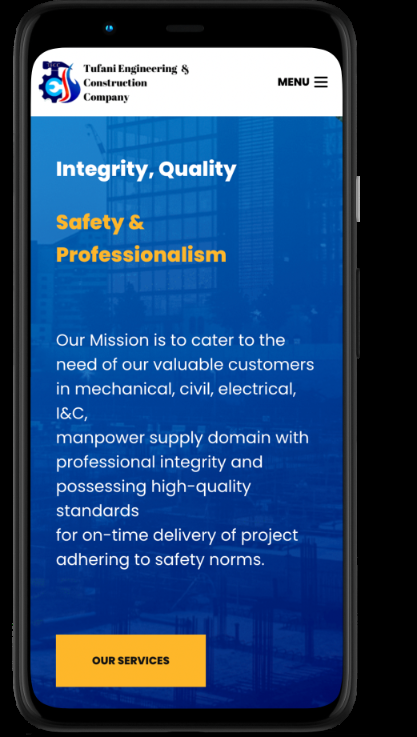 Tufani Engineering &
Construction
Company
MENU
Integrity, Quality
Safety &
Professionalism
Our Mission is to cater to the
need of our valuable customers
in mechanical, civil, electrical,
I&C,
manpower supply domain with
professional integrity and
possessing high-quality
standards
for on-time delivery of project
adhering to safety norms.
OUR SERVICES